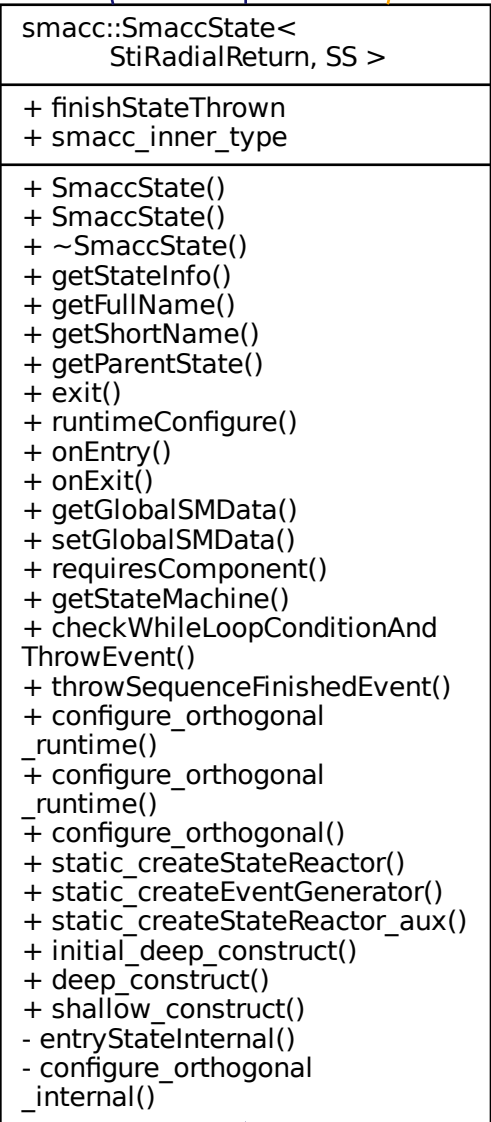 smacc::SmaccState<
StiRadialReturn, SS >
+ finishStateThrown
+ smacc_inner_type
+ SmaccState()
+ SmaccState()
+ ~SmaccState()
+ getStateInfo()
+ getFullName()
+ getShortName()
+ getParentState()
+ exit()
+ runtimeConfigure()
+ onEntry()
+ onExit()
+ getGlobalSMData()
+ setGlobalSMData()
+ requiresComponent()
+ getStateMachine()
+ checkWhileLoopConditionAnd
ThrowEvent()
+ throwSequenceFinishedEvent()
+ configure_orthogonal
_runtime()
+ configure_orthogonal
_runtime()
+ configure_orthogonal()
+ static_createStateReactor()
+ static_createEventGenerator()
+ static_createStateReactor_aux()
+ initial_deep_construct()
+ deep_construct()
+ shallow_construct()
- entryStateInternal()
- configure_orthogonal
_internal()